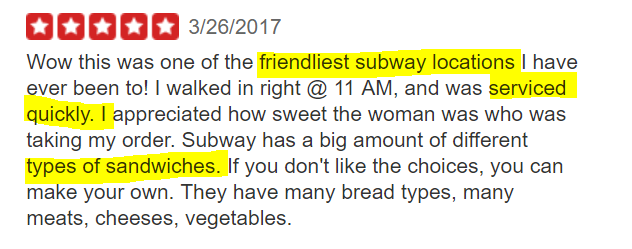 3/26/2017
Wow this was one of the friendliest subway locations I have
ever been to! I walked in right @ 11 AM, and was serviced
quickly. I appreciated how sweet the woman was who was
taking my order. Subway has a big amount of different
types of sandwiches. If you don't like the choices, you can
make your own. They have many bread types, many
meats, cheeses, vegetables.